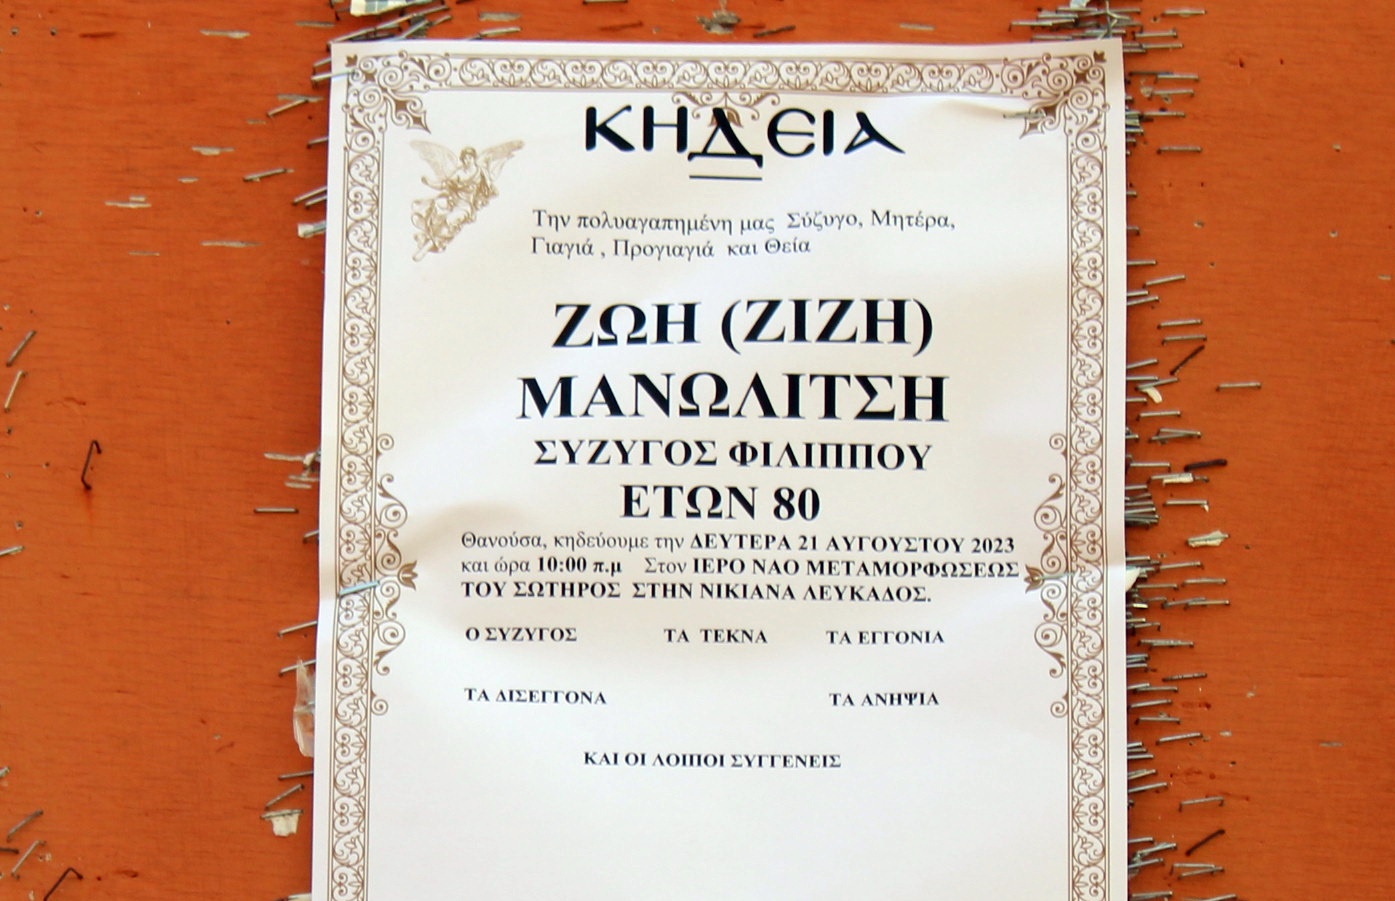 ΚΗΔΕΙΑ
Την πολυαγαπημένη μας Σύζυγο, Μητέρα,
Γιαγιά , Προγιαγιά και Θεία
ΖΩΗ (ΖΙΖΗ)
ΜΑΝΩΛΙΤΣΗ
ΣΥΖΥΓΟΣ ΦΙΛΙΠΠΟΥ
ΕΤΩΝ 80
Θανούσα, κηδεύουμε την ΔΕΥΤΕΡΑ 21 ΑΥΓΟΥΣΤΟΥ 2023
και ώρα 10:00 π.μ Στον ΙΕΡΟ ΝΑΟ ΜΕΤΑΜΟΡΦΩΣΕΩΣ
ΤΟΥ ΣΩΤΗΡΟΣ ΣΤΗΝ ΝΙΚΙΑΝΑ ΛΕΥΚΑΔΟΣ.
Ο ΣΥΖΥΓΟΣ ΤΑ ΤΕΚΝΑ ΤΑ ΕΓΓΟΝΙΑ
ΤΑ ΔΙΣΕΓΓΟΝΑ ΤΑ ΑΝΗΨΙΑ
ΚΑΙ ΟΙ ΛΟΙΠΟΙ ΣΥΓΓΕΝΕΙΣ